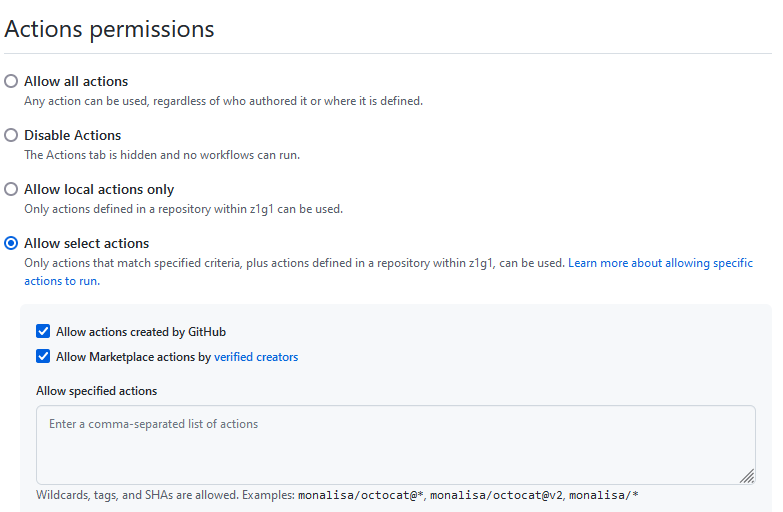 Actions permissions
Allow all actions
Any action can be used, regardless of who authored it or where it is defined.
Disable Actions
The Actions tab is hidden and no workflows can run.
Allow local actions only
Only actions defined in a repository within z1g1 can be used.
Allow select actions
Only actions that match specified criteria, plus actions defined in a repository within z1g1, can be used. Learn more about allowing specific
actions to run.
Allow actions created by GitHub
Allow Marketplace actions by verified creators
Allow specified actions
Enter a comma-separated list of actions
Wildcards, tags, and SHAs are allowed. Examples: monalisa/octocat@*, monalisa/octocat@v2, monalisa/*